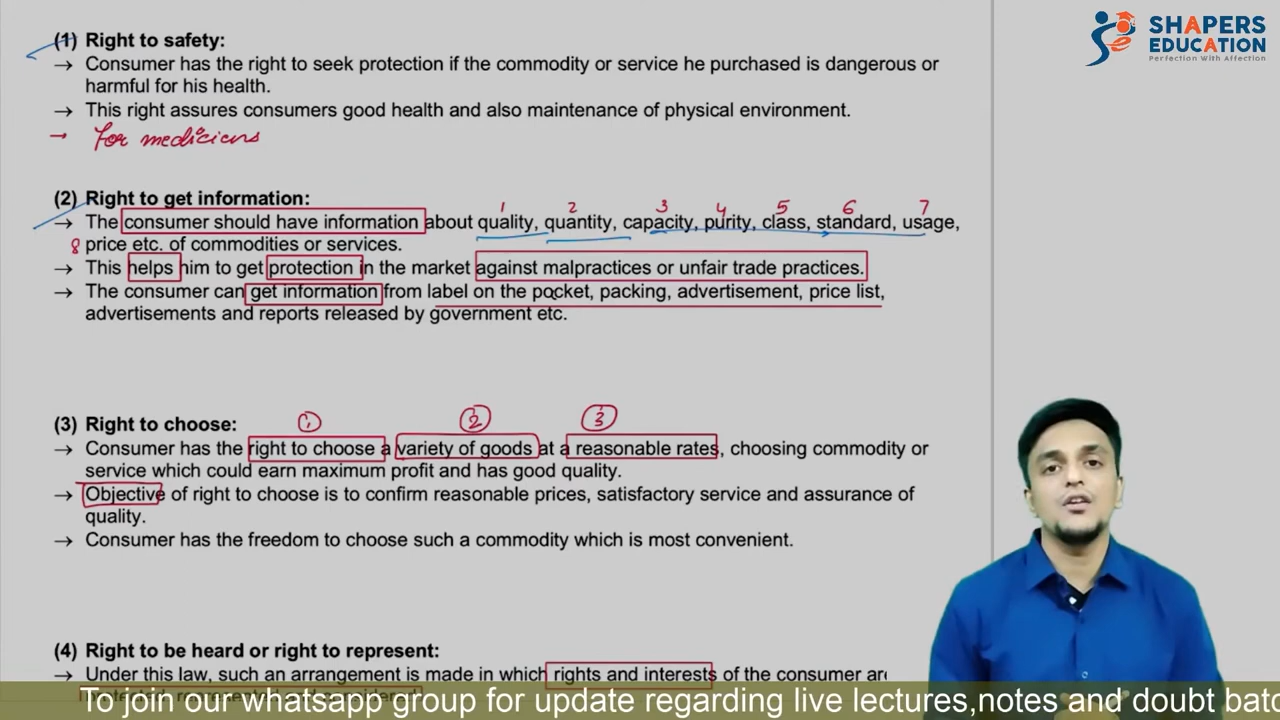 SHAPERS
EDUCATION
Perfection With Affection
(1) Right to safety:
→ Consumer has the right to seek protection if the commodity or service he purchased is dangerous or
harmful for his health.
→ This right assures consumers good health and also maintenance of physical environment.
→ For medicians
(2) Right to get information:
1 2 3 4 5 6 7
→ The consumer should have information about quality, quantity, capacity, purity, class, standard, usage,
8 price etc. of commodities or services.
→ This helps him to get protection in the market against malpractices or unfair trade practices.
→ The consumer can get information from label on the pocket, packing, advertisement, price list,
advertisements and reports released by government etc.
(3) Right to choose:
1 2 3
→ Consumer has the right to choose a variety of goods at a reasonable rates, choosing commodity or
service which could earn maximum profit and has good quality.
→ Objective of right to choose is to confirm reasonable prices, satisfactory service and assurance of
quality.
→ Consumer has the freedom to choose such a commodity which is most convenient.
(4) Right to be heard or right to represent:
→ Under this law, such an arrangement is made in which rights and interests of the consumer are
To join our whatsapp group for update regarding live lectures,notes and doubt batc